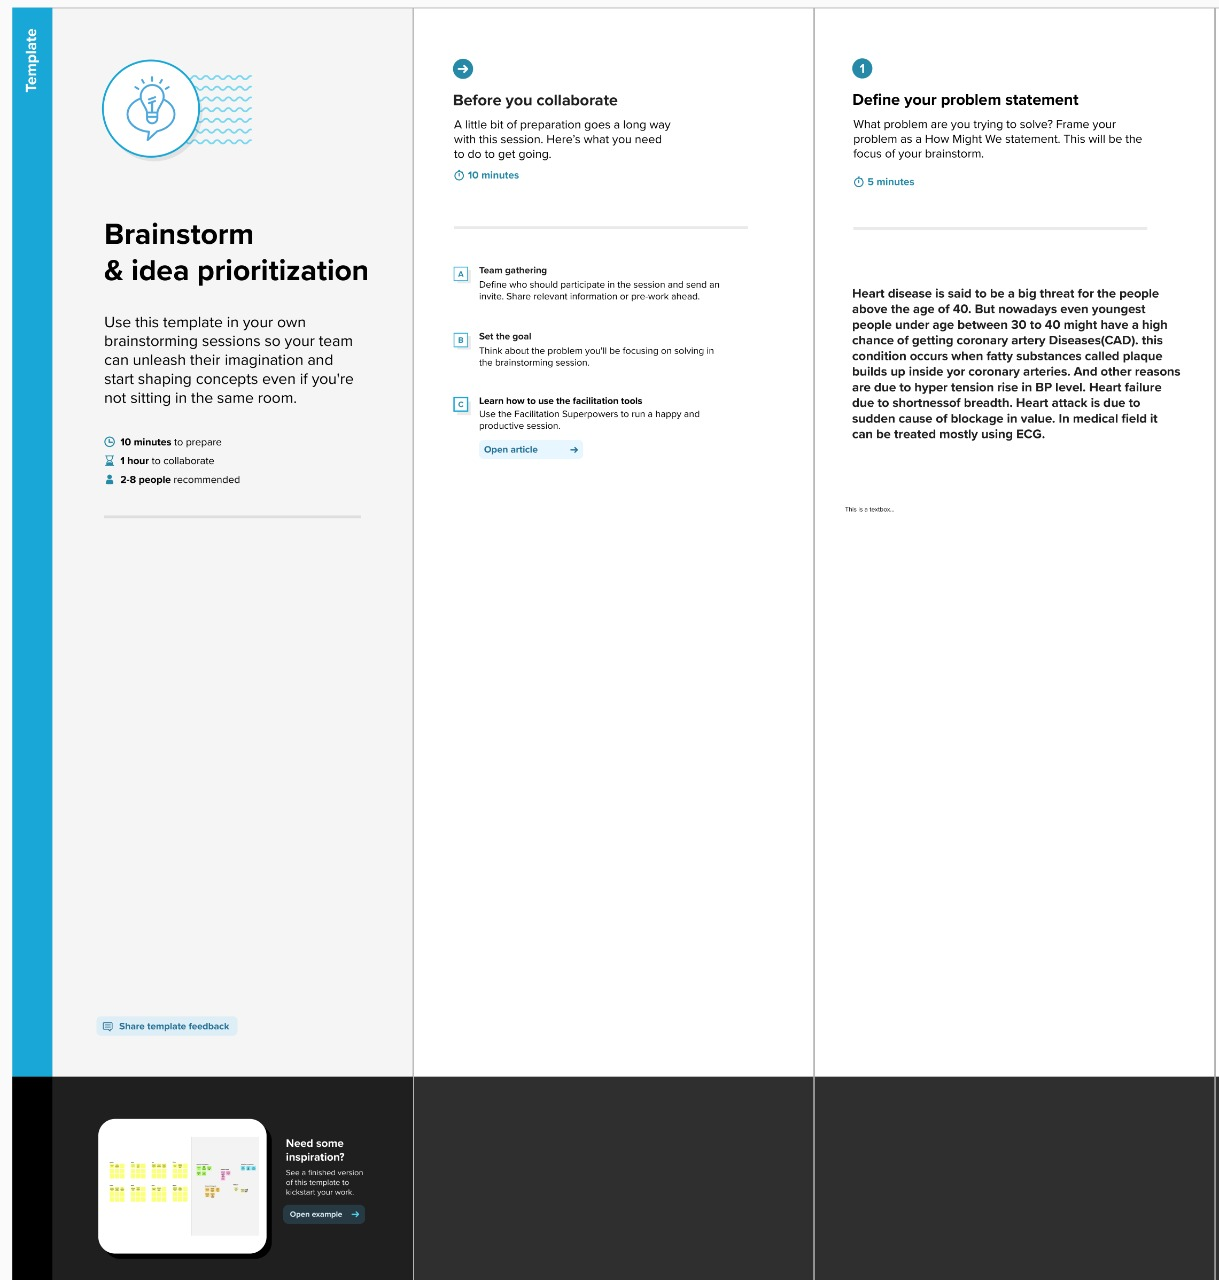 Template
Brainstorm
& idea prioritization
Use this template in your own
brainstorming sessions so your team
can unleash their imagination and
start shaping concepts even if you're
not sitting in the same room.
10 minutes to prepare
1 hour to collaborate
2-8 people recommended
Share template feedback
Need some
inspiration?
See a finished version
of this template to
kickstart your work.
Open example
Before you collaborate
A little bit of preparation goes a long way
with this session. Here's what you need
to do to get going.
10 minutes
A
Team gathering
Define who should participate in the session and send an
invite. Share relevant information or pre-work ahead.
B
Set the goal
Think about the problem you'll be focusing on solving in
the brainstorming session.
C
Learn how to use the facilitation tools
Use the Facilitation Superpowers to run a happy and
productive session.
Open article
1
Define your problem statement
What problem are you trying to solve? Frame your
problem as a How Might We statement. This will be the
focus of your brainstorm.
5 minutes
Heart disease is said to be a big threat for the people
above the age of 40. But nowadays even youngest
people under age between 30 to 40 might have a high
chance of getting coronary artery Diseases(CAD). this
condition occurs when fatty substances called plaque
builds up inside yor coronary arteries. And other reasons
are due to hyper tension rise in BP level. Heart failure
due to shortnessof breadth. Heart attack is due to
sudden cause of blockage in value. In medical field it
can be treated mostly using ECG.
This is a textbox...